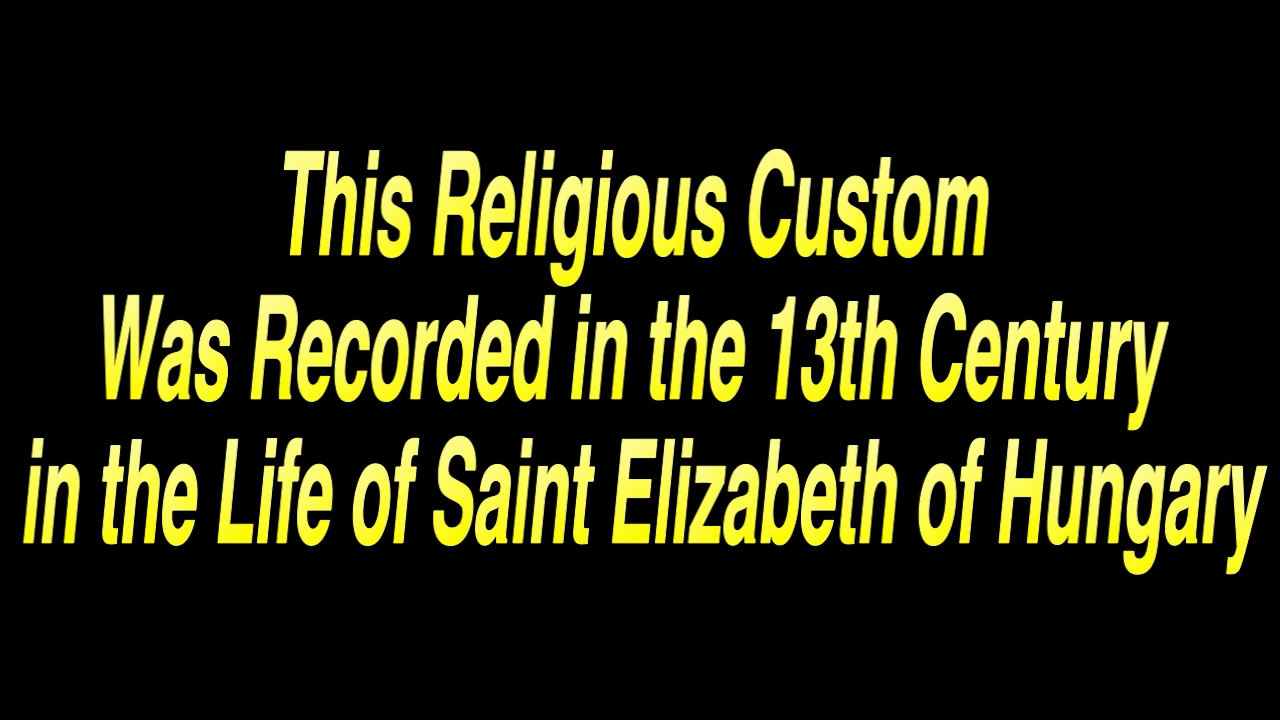 This Religious Custom
Was Recorded in the 13th Century
in the Life of Saint Elizabeth of Hungary